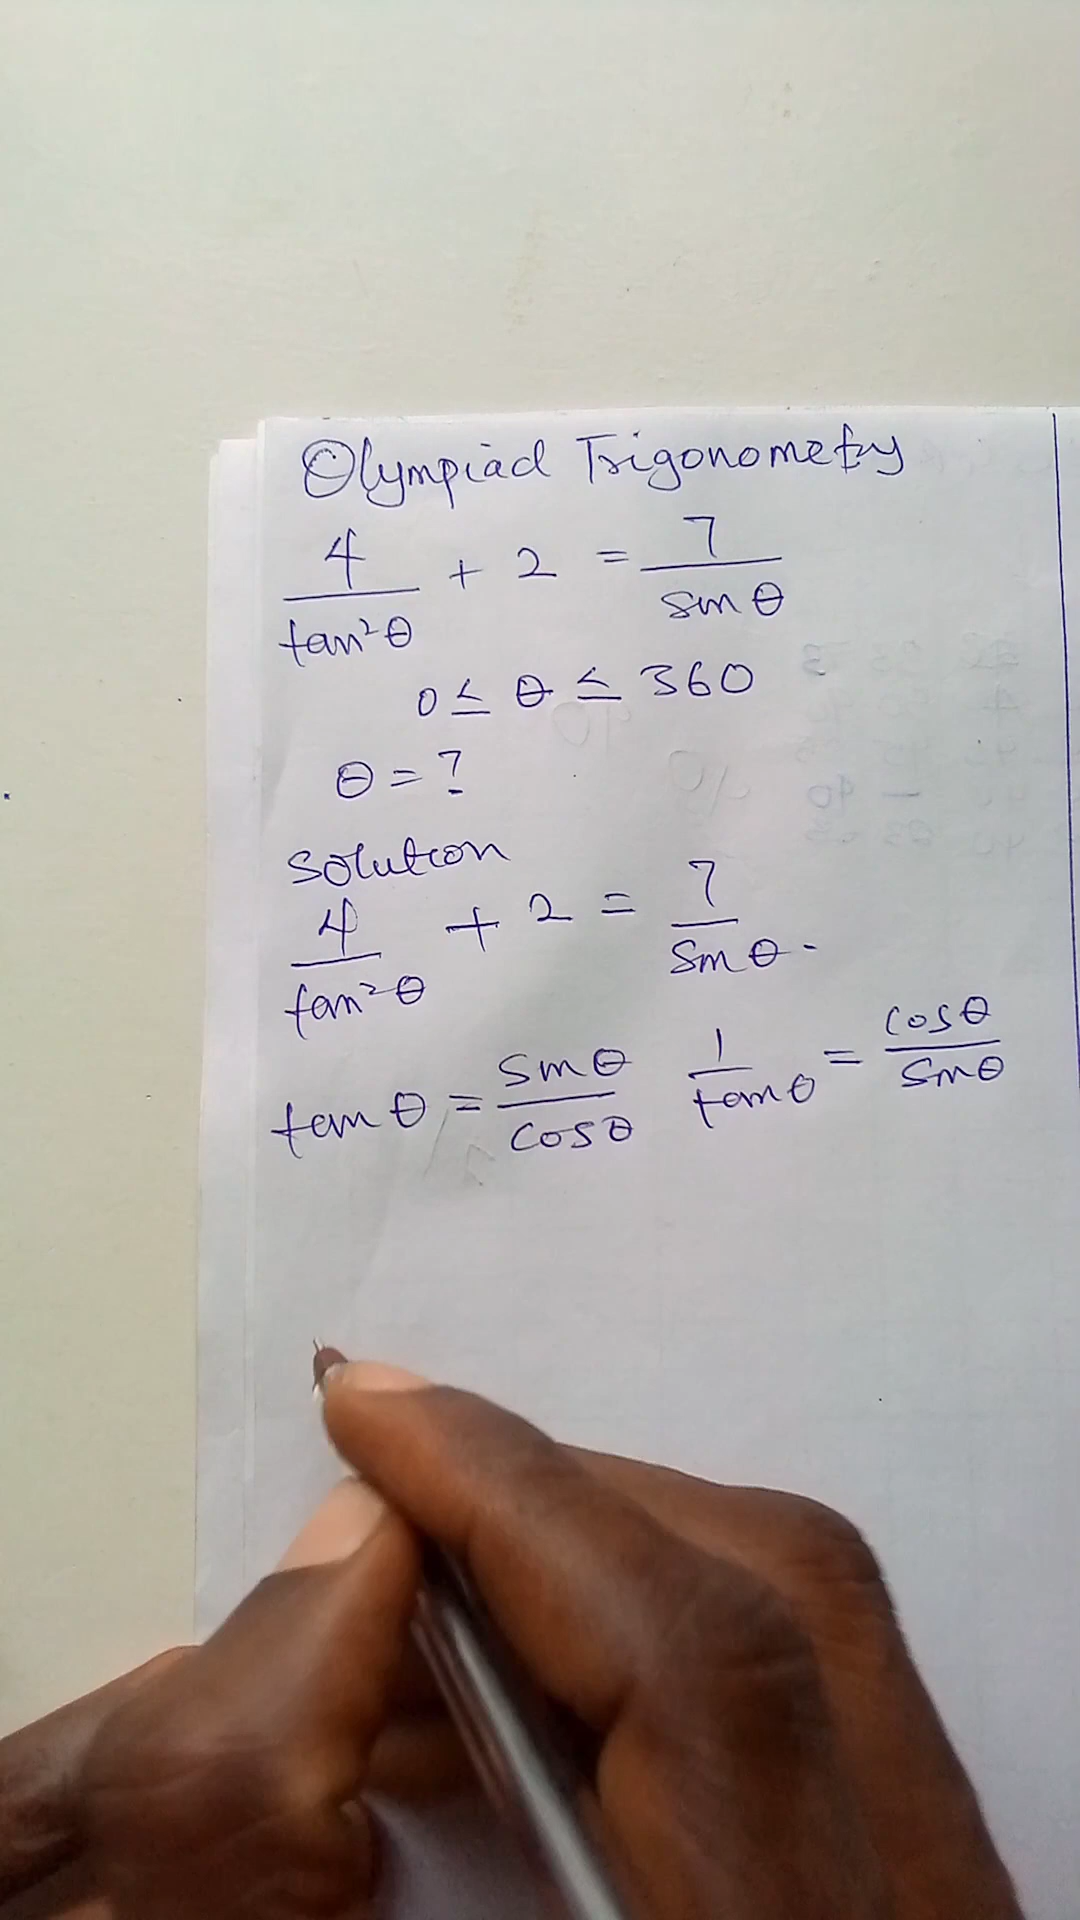 Olympiad Trigonometry
4/tan²θ + 2 = 7/sinθ
0 ≤ θ ≤ 360
θ = ?
Solution
4/tan²θ + 2 = 7/sinθ.
tanθ = sinθ/cosθ 1/tanθ = cosθ/sinθ